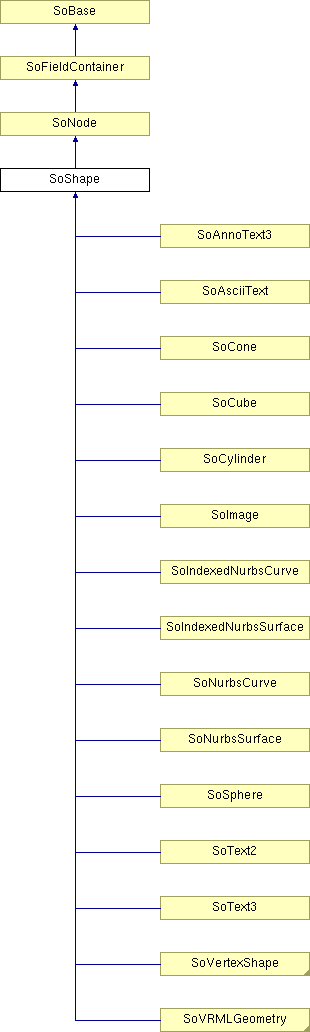 SoBase
SoFieldContainer
SoNode
SoShape
SoAnnoText3
SoAsciiText
SoCone
SoCube
SoCylinder
SoImage
SoIndexedNurbsCurve
SoIndexedNurbsSurface
SoNurbsCurve
SoNurbsSurface
SoSphere
SoText2
SoText3
SoVertexShape
SoVRMLGeometry